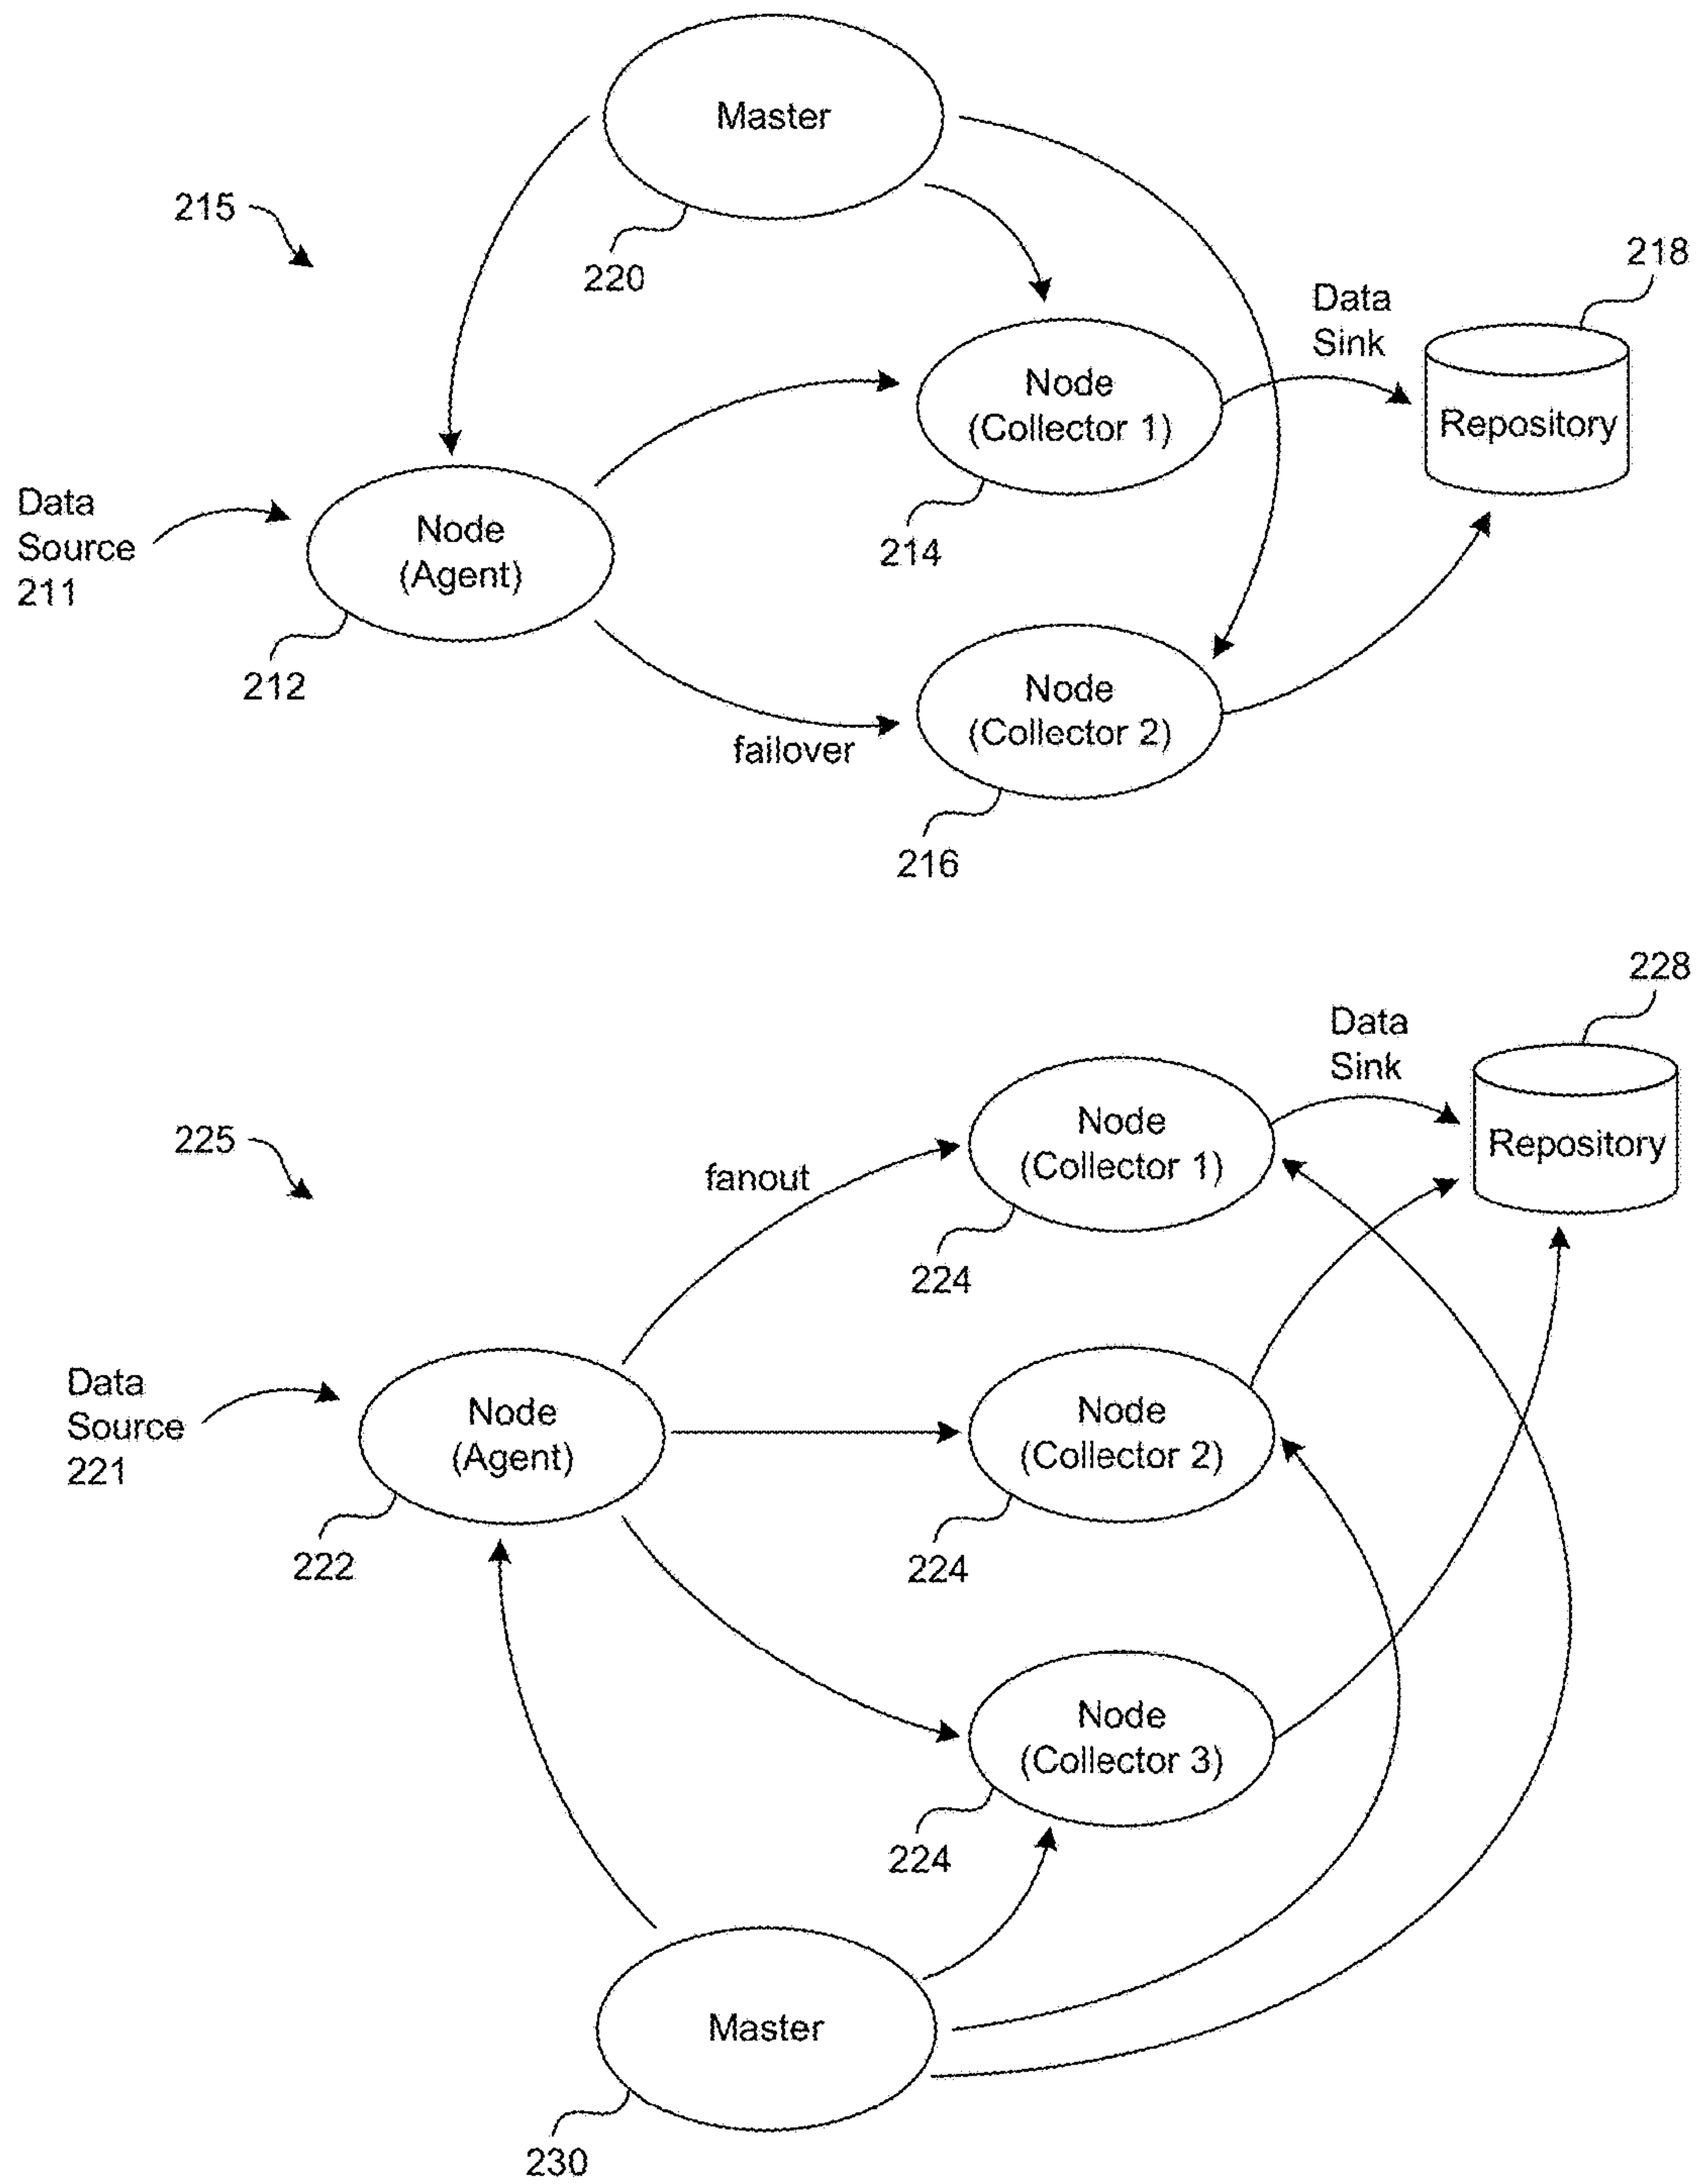 Master
215
220
218
Data
Sink
Node
(Collector 1)
Repository
Data
Source
211
Node
(Agent)
214
212
Node
(Collector 2)
failover
216
228
Data
Sink
Node
(Collector 1)
Repository
225
fanout
224
Data
Source
221
Node
(Agent)
Node
(Collector 2)
222
224
Node
(Collector 3)
224
Master
230